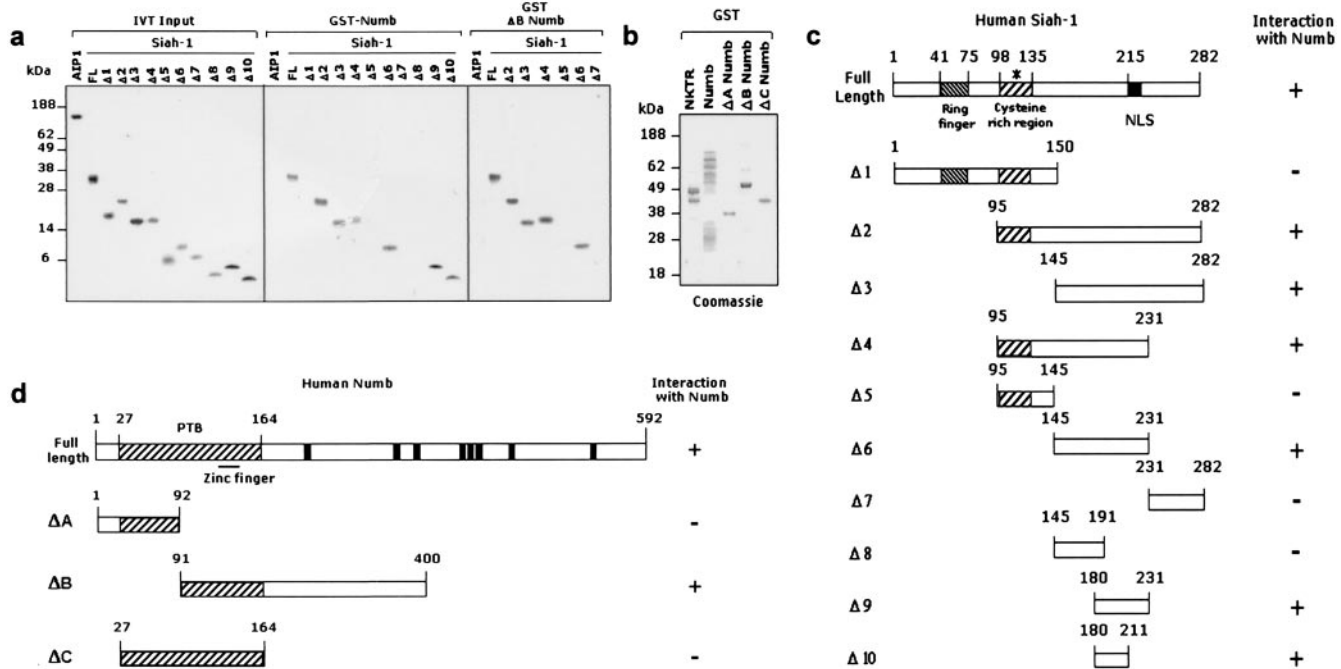 a
IVT Input
GST-Numb
GST
ΔB Numb
Siah-1
Siah-1
Siah-1
kDa
AIP1
FL
Δ1
Δ2
Δ3
Δ4
Δ5
Δ6
Δ7
Δ8
Δ9
Δ10
AIP1
FL
Δ1
Δ2
Δ3
Δ4
Δ5
Δ6
Δ7
Δ8
Δ9
Δ10
AIP1
FL
Δ2
Δ3
Δ4
Δ5
Δ6
Δ7
188
62
49
38
28
14
6
b
GST
NKTR
Numb
ΔA Numb
ΔB Numb
ΔC Numb
kDa
188
62
49
38
28
18
Coomassie
c
Human Siah-1
Interaction
with Numb
1 41 75 98 135 215 282
*
Full
Length
+
Ring
finger
Cysteine
rich region
NLS
1 150
Δ1 -
95 282
Δ2 +
145 282
Δ3 +
95 231
Δ4 +
95 145
Δ5 -
145 231
Δ6 +
231 282
Δ7 -
145 191
Δ8 -
180 231
Δ9 +
180 211
Δ10 +
d
Human Numb
Interaction
with Numb
1 27 164 592
PTB
Full
length
+
Zinc finger
1 92
ΔA -
91 400
ΔB +
27 164
ΔC -